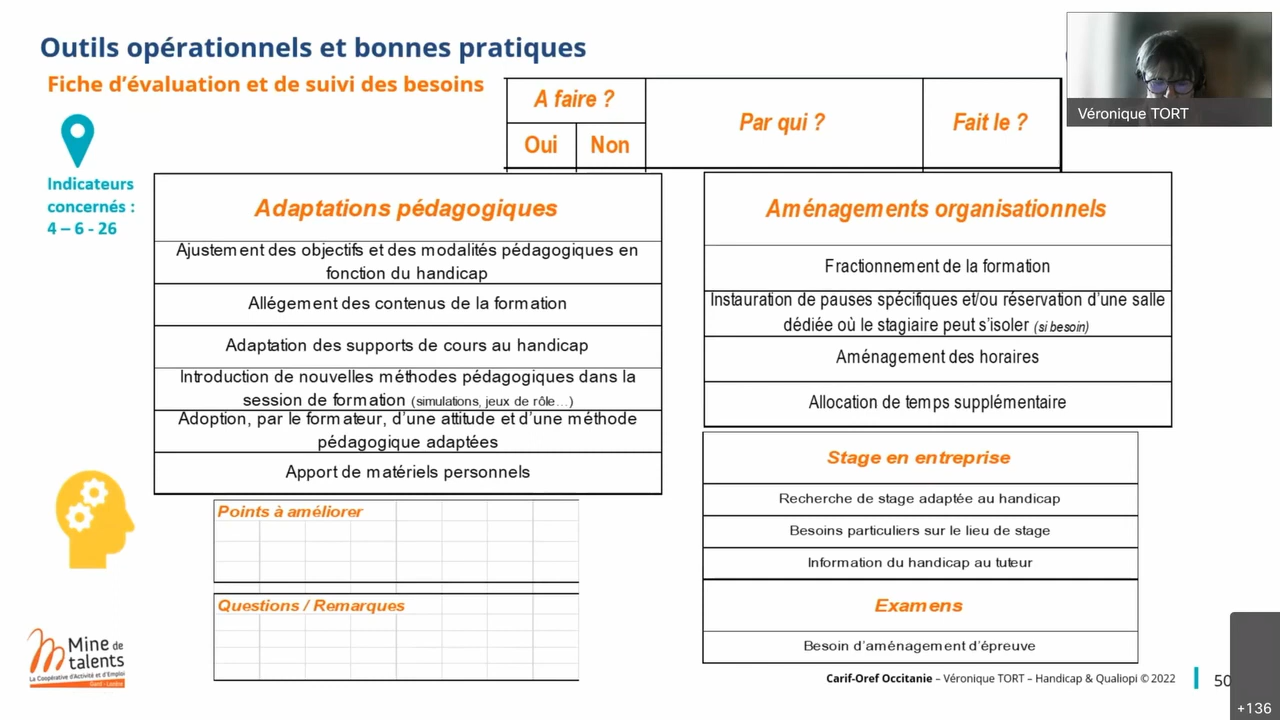 Outils opérationnels et bonnes pratiques
Fiche d'évaluation et de suivi des besoins
A faire ?
Oui
Non
Par qui ?
Fait le ?
Véronique TORT
Indicateurs
concernés :
4 – 6 - 26
Adaptations pédagogiques
Ajustement des objectifs et des modalités pédagogiques en
fonction du handicap
Allégement des contenus de la formation
Adaptation des supports de cours au handicap
Introduction de nouvelles méthodes pédagogiques dans la
session de formation (simulations, jeux de rôle…)
Adoption, par le formateur, d'une attitude et d'une méthode
pédagogique adaptées
Apport de matériels personnels
Aménagements organisationnels
Fractionnement de la formation
Instauration de pauses spécifiques et/ou réservation d'une salle
dédiée où le stagiaire peut s'isoler (si besoin)
Aménagement des horaires
Allocation de temps supplémentaire
Stage en entreprise
Recherche de stage adaptée au handicap
Besoins particuliers sur le lieu de stage
Information du handicap au tuteur
Examens
Besoin d'aménagement d'épreuve
Points à améliorer
Questions / Remarques
Mine de
talents
La Coopérative d'Activité et d'Emploi
Gard - Lozère
Carif-Oref Occitanie – Véronique TORT – Handicap & Qualiopi © 2022
50
+136